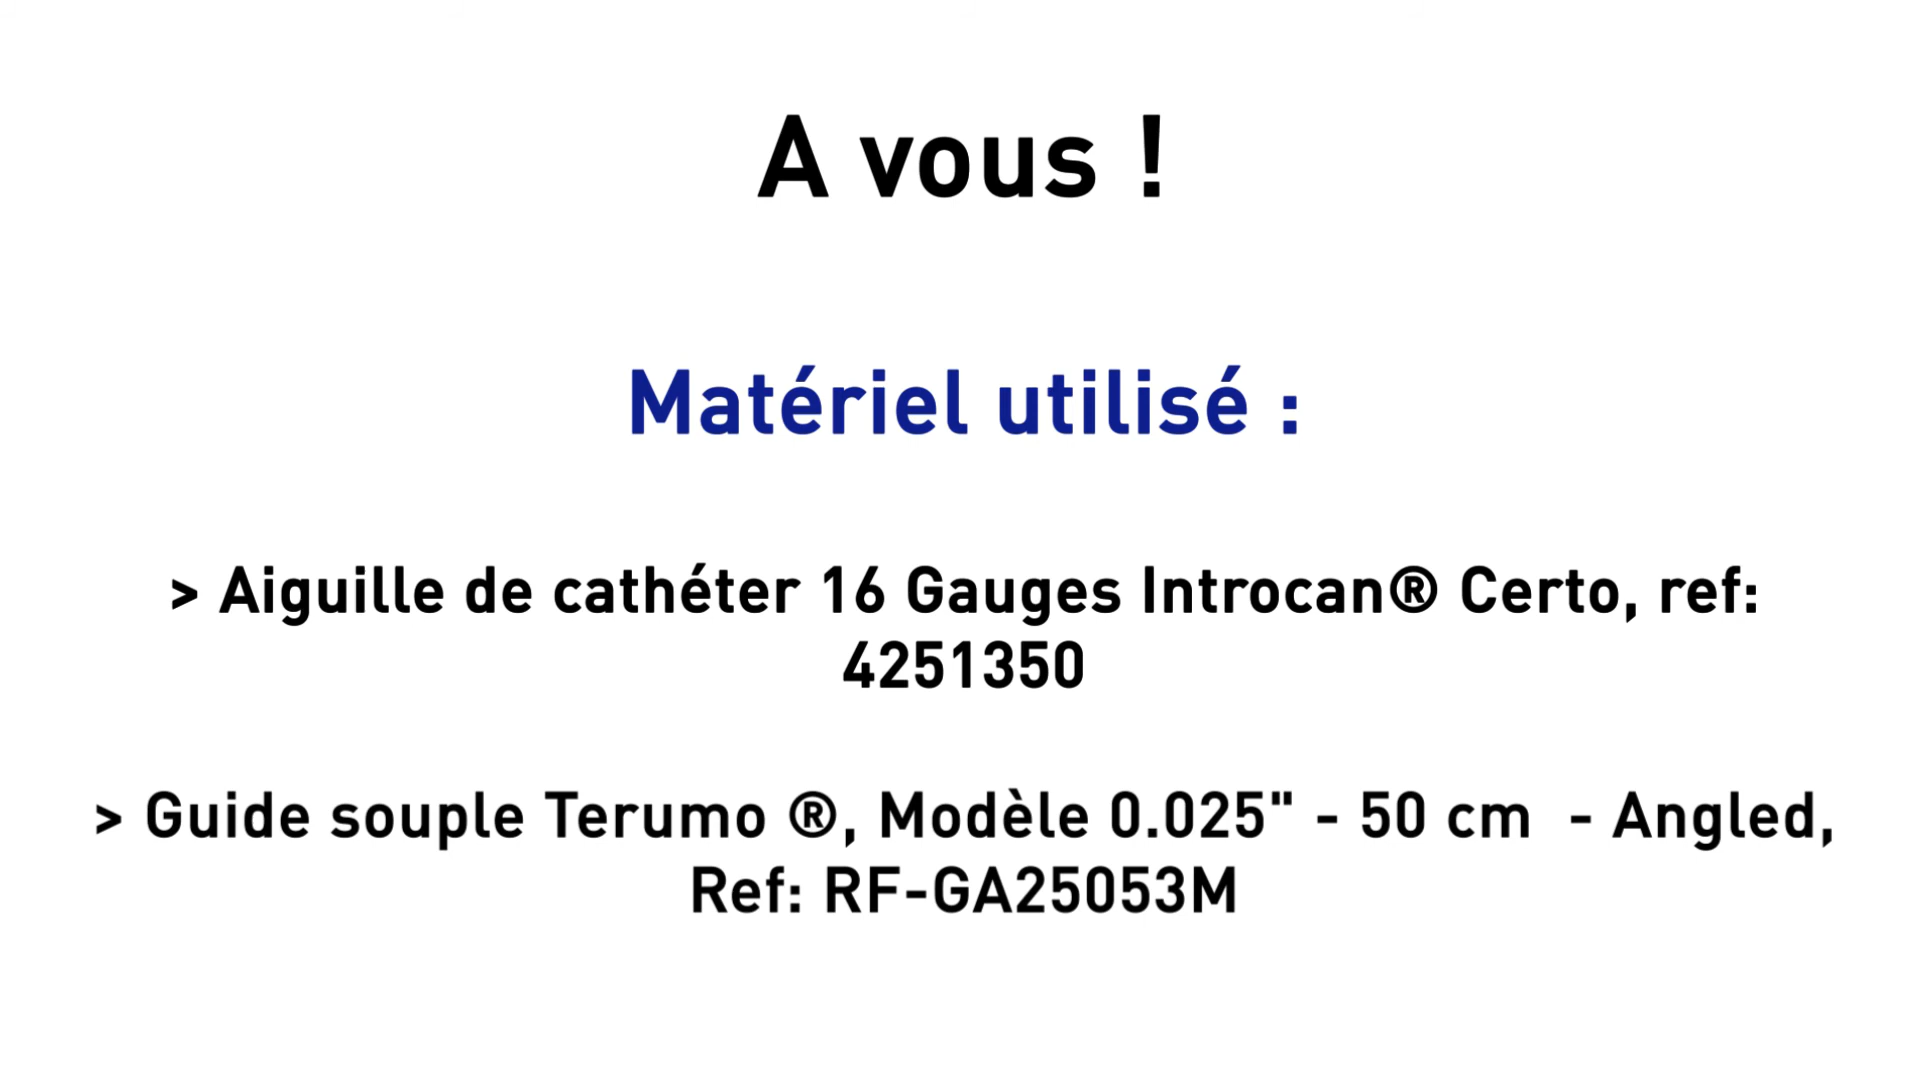 A vous !
Matériel utilisé :
> Aiguille de cathéter 16 Gauges Introcan® Certo, ref:
4251350
> Guide souple Terumo ®, Modèle 0.025" - 50 cm  - Angled,
Ref: RF-GA25053M